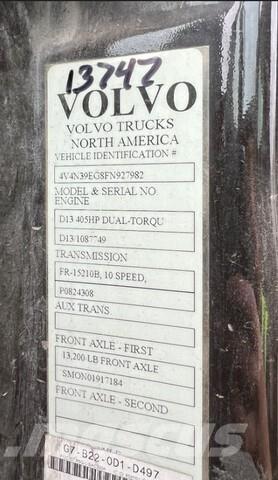 13747
VOLVO
VOLVO TRUCKS
NORTH AMERICA
VEHICLE IDENTIFICATION #
4V4N39EG8FN927982
MODEL & SERIAL NO.
ENGINE
D13 405HP DUAL-TORQU
D13/1087749
TRANSMISSION
FR-15210B, 10 SPEED,
P0824308
AUX TRANS.
FRONT AXLE - FIRST
13,200 LB FRONT AXLE
SMON01917184
FRONT AXLE - SECOND
G7-B22-0D1-D497